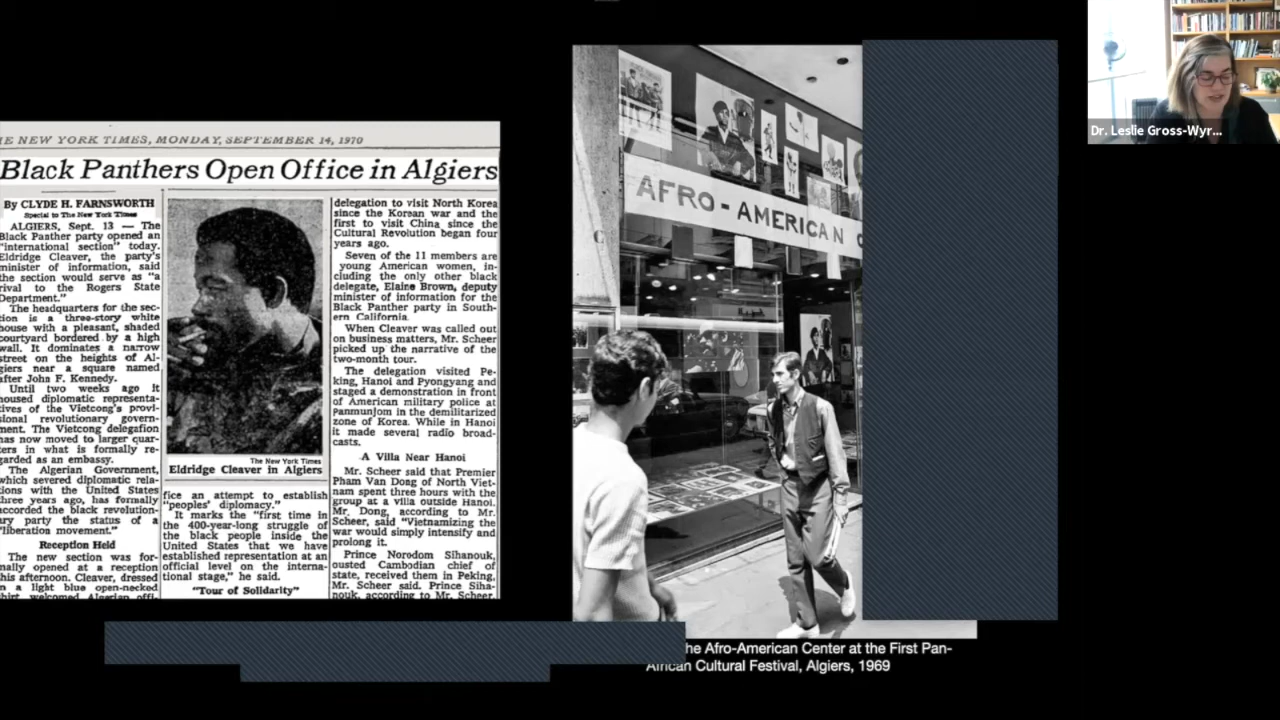 THE NEW YORK TIMES, MONDAY, SEPTEMBER 14, 1970
Black Panthers Open Office in Algiers
By CLYDE H. FARNSWORTH
Special to The New York Times
ALGIERS, Sept. 13 — The
Black Panther party opened an
"international section" today.
Eldridge Cleaver, the party's
minister of information, said
the section would serve as "a
rival to the Rogers State
Department."
The headquarters for the sec-
tion is a three-story white
house with a pleasant, shaded
courtyard bordered by a high
wall. It dominates a narrow
street on the heights of Al-
giers near a square named
after John F. Kennedy.
Until two weeks ago it
housed diplomatic representa-
tives of the Vietcong's provi-
sional revolutionary govern-
ment. The Vietcong delegation
has now moved to larger quar-
ters in what is formally re-
garded as an embassy.
The Algerian Government,
which severed diplomatic rela-
tions with the United States
three years ago, has formally
accorded the black revolution-
ary party the status of a
"liberation movement."
Reception Held
The new section was for-
mally opened at a reception
this afternoon. Cleaver, dressed
in a light blue open-necked
shirt, welcomed Algerian offi-
The New York Times
Eldridge Cleaver in Algiers
fice an attempt to establish
"peoples' diplomacy."
It marks the "first time in
the 400-year-long struggle of
the black people inside the
United States that we have
established representation at an
official level on the interna-
tional stage," he said.
"Tour of Solidarity"
delegation to visit North Korea
since the Korean war and the
first to visit China since the
Cultural Revolution began four
years ago.
Seven of the 11 members are
young American women, in-
cluding the only other black
delegate, Elaine Brown, deputy
minister of information for the
Black Panther party in South-
ern California.
When Cleaver was called out
on business matters, Mr. Scheer
picked up the narrative of the
two-month tour.
The delegation visited Pe-
king, Hanoi and Pyongyang and
staged a demonstration in front
of American military police at
Panmunjom in the demilitarized
zone of Korea. While in Hanoi
it made several radio broad-
casts.
A Villa Near Hanoi
Mr. Scheer said that Premier
Pham Van Dong of North Viet-
nam spent three hours with the
group at a villa outside Hanoi.
Mr. Dong, according to Mr.
Scheer, said "Vietnamizing the
war would simply intensify and
prolong it.
Prince Norodom Sihanouk,
ousted Cambodian chief of
state, received them in Peking,
Mr. Scheer said. Prince Siha-
nouk, according to Mr. Scheer,
AFRO-AMERICAN C
he Afro-American Center at the First Pan-
African Cultural Festival, Algiers, 1969
Dr. Leslie Gross-Wyr...